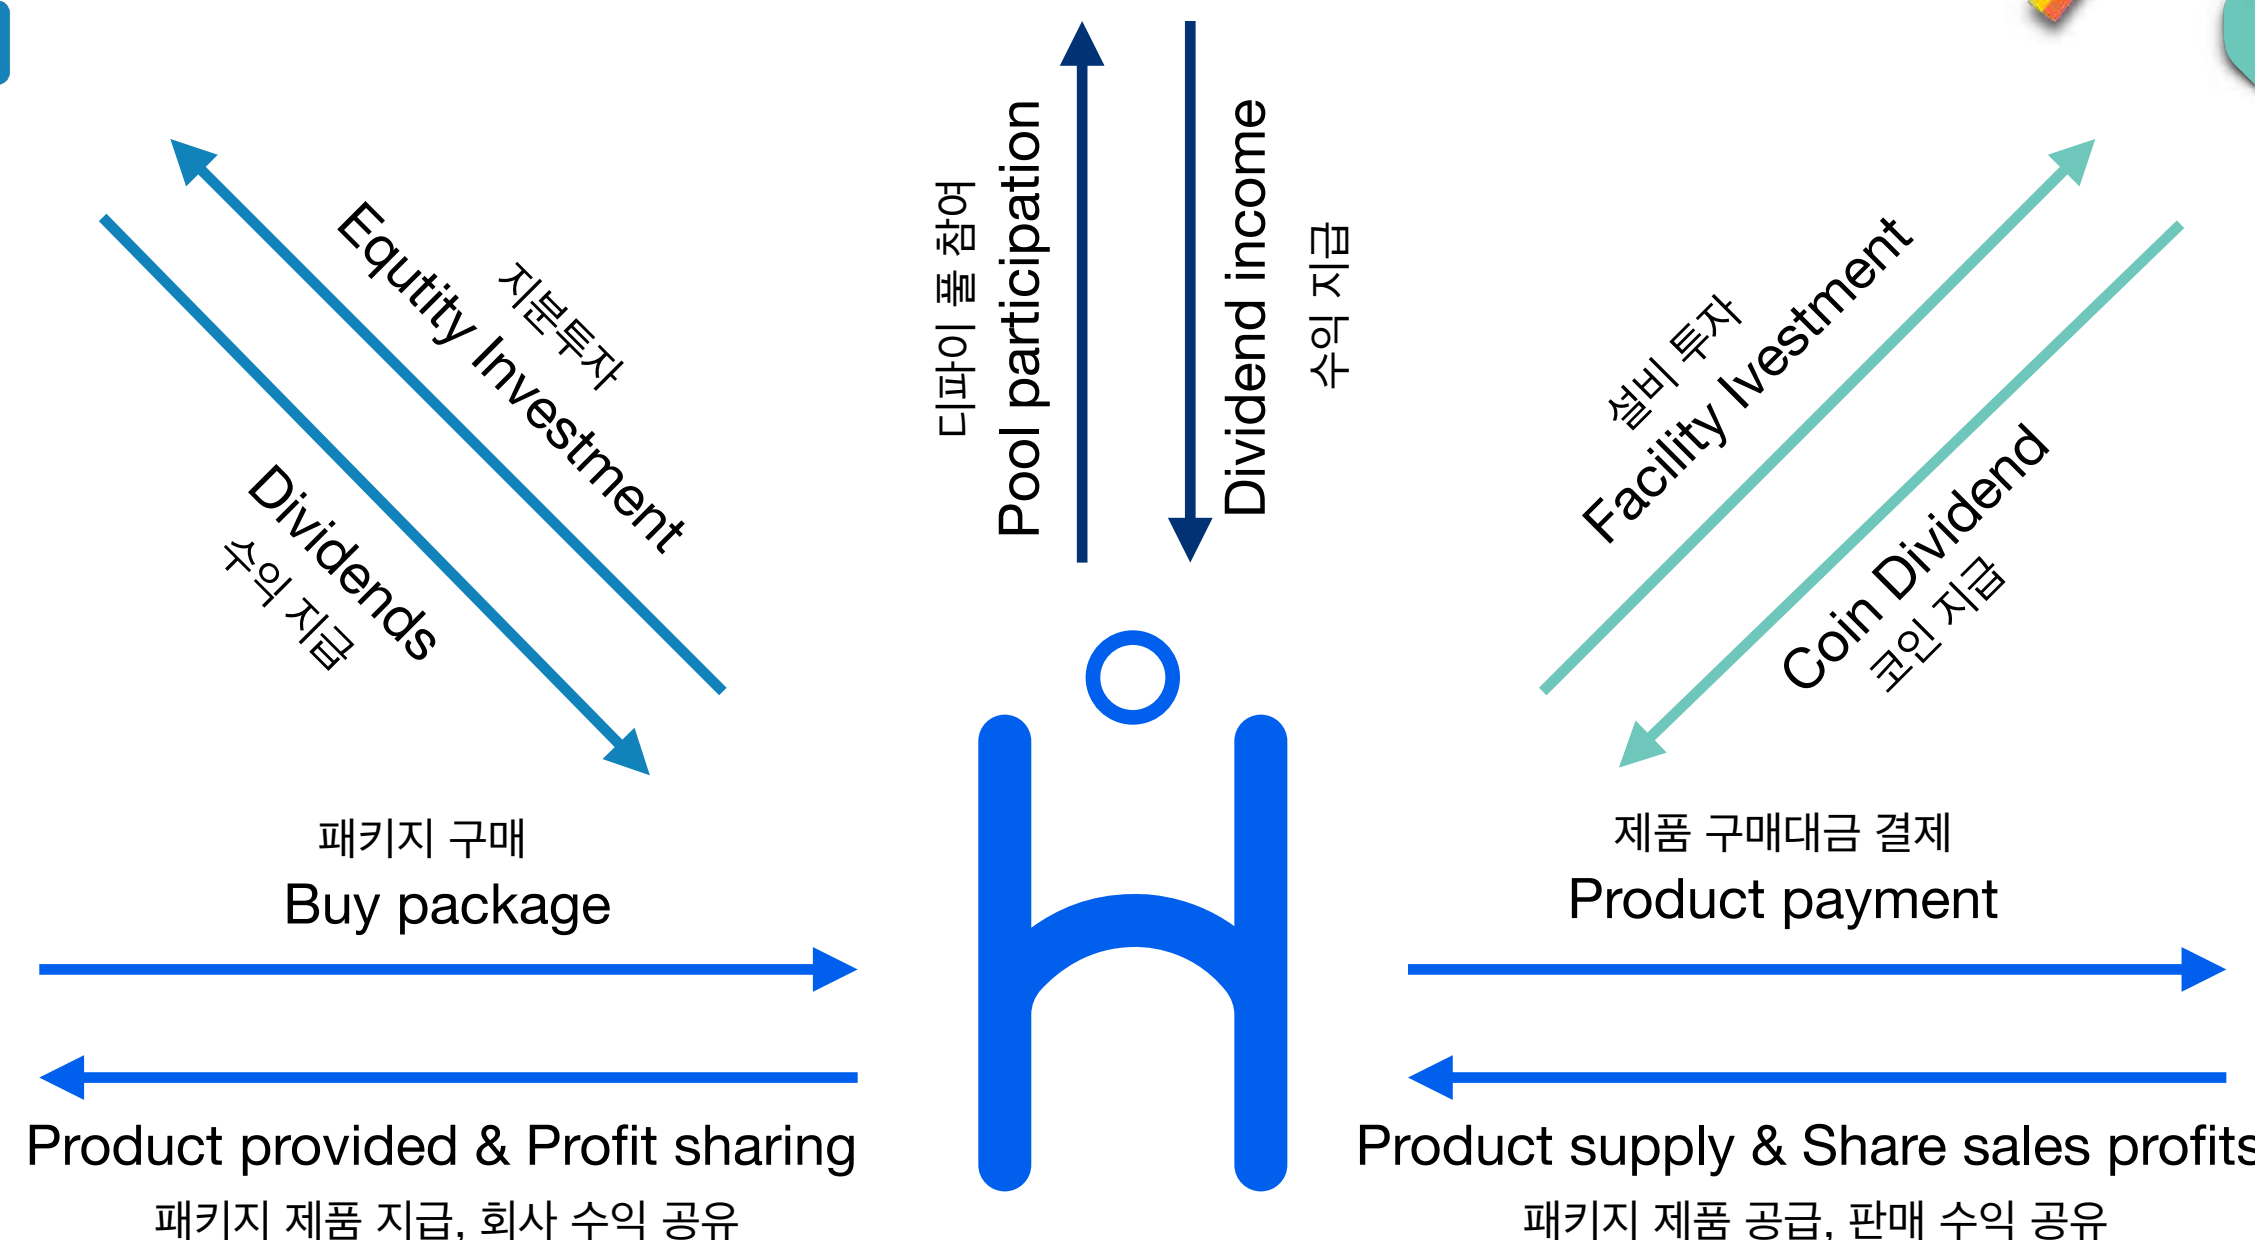 지분투자
Equtity Investment
Dividends
수익 지급
디파이 풀 참여
Pool participation
Dividend income
수익 지급
설비 투자
Facility Ivestment
Coin Dividend
코인 지급
패키지 구매
Buy package
Product provided & Profit sharing
패키지 제품 지급, 회사 수익 공유
제품 구매대금 결제
Product payment
Product supply & Share sales profits
패키지 제품 공급, 판매 수익 공유